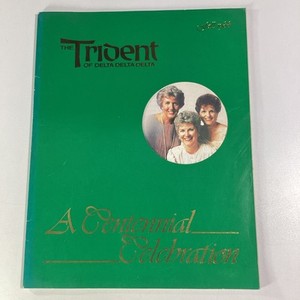 THE
Trident
OF DELTA DELTA DELTA
A Centennial
Celebration